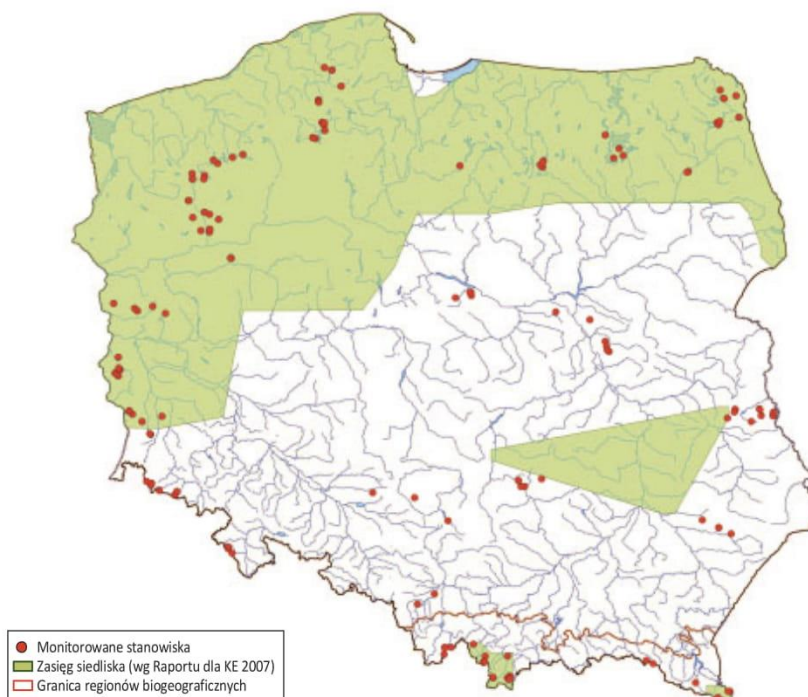 Monitorowane stanowiska
Zasięg siedliska (wg Raportu dla KE 2007)
Granica regionów biogeograficznych